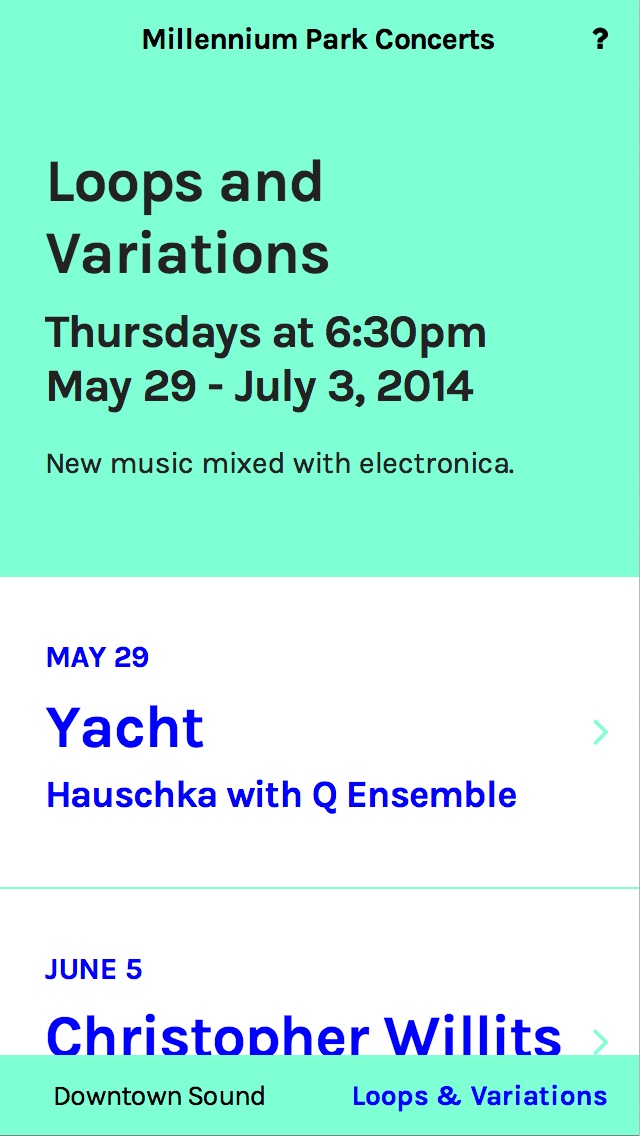 Millennium Park Concerts ?
Loops and
Variations
Thursdays at 6:30pm
May 29 - July 3, 2014
New music mixed with electronica.
MAY 29
Yacht
Hauschka with Q Ensemble
JUNE 5
Christopher Willits
Downtown Sound
Loops & Variations